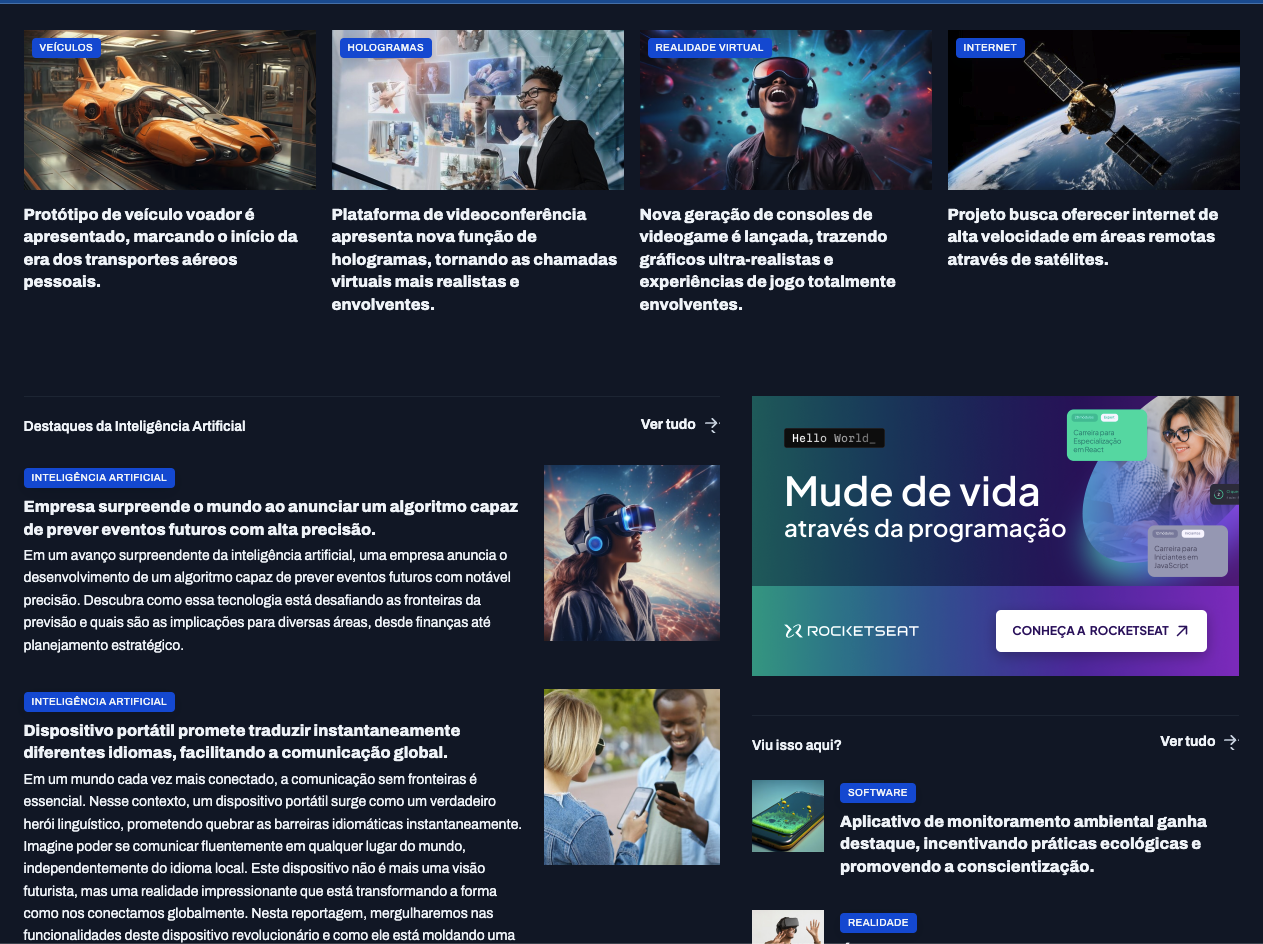 VEÍCULOS
Protótipo de veículo voador é
apresentado, marcando o início da
era dos transportes aéreos
pessoais.
HOLOGRAMAS
Plataforma de videoconferência
apresenta nova função de
hologramas, tornando as chamadas
virtuais mais realistas e
envolventes.
REALIDADE VIRTUAL
Nova geração de consoles de
videogame é lançada, trazendo
gráficos ultra-realistas e
experiências de jogo totalmente
envolventes.
INTERNET
Projeto busca oferecer internet de
alta velocidade em áreas remotas
através de satélites.
Destaques da Inteligência Artificial
Ver tudo
INTELIGÊNCIA ARTIFICIAL
Empresa surpreende o mundo ao anunciar um algoritmo capaz
de prever eventos futuros com alta precisão.
Em um avanço surpreendente da inteligência artificial, uma empresa anuncia o
desenvolvimento de um algoritmo capaz de prever eventos futuros com notável
precisão. Descubra como essa tecnologia está desafiando as fronteiras da
previsão e quais são as implicações para diversas áreas, desde finanças até
planejamento estratégico.
INTELIGÊNCIA ARTIFICIAL
Dispositivo portátil promete traduzir instantaneamente
diferentes idiomas, facilitando a comunicação global.
Em um mundo cada vez mais conectado, a comunicação sem fronteiras é
essencial. Nesse contexto, um dispositivo portátil surge como um verdadeiro
herói linguístico, prometendo quebrar as barreiras idiomáticas instantaneamente.
Imagine poder se comunicar fluentemente em qualquer lugar do mundo,
independentemente do idioma local. Este dispositivo não é mais uma visão
futurista, mas uma realidade impressionante que está transformando a forma
como nos conectamos globalmente. Nesta reportagem, mergulharemos nas
funcionalidades deste dispositivo revolucionário e como ele está moldando uma
Hello World_
Mude de vida
através da programação
Carreira para
Especialização
em React
Carreira para
Iniciantes em
JavaScript
ROCKETSEAT
CONHEÇA A ROCKETSEAT
Viu isso aqui?
Ver tudo
SOFTWARE
Aplicativo de monitoramento ambiental ganha
destaque, incentivando práticas ecológicas e
promovendo a conscientização.
REALIDADE